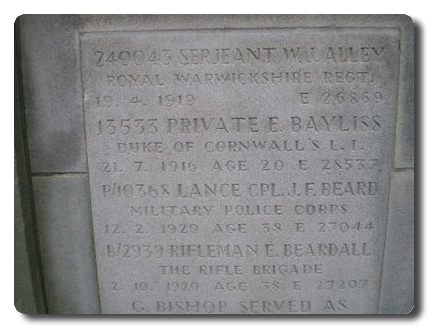 240043 SERJEANT W. J. ALLEY
ROYAL WARWICKSHIRE REGT.
19. 4. 1919 E 26869
13533 PRIVATE E. BAYLISS
DUKE OF CORNWALL'S L. I.
21. 7. 1916 AGE 20 E 28537
P/10368 LANCE CPL. J. F. BEARD
MILITARY POLICE CORPS
12. 2. 1920 AGE 38 E 27044
B/2939 RIFLEMAN E. BEARDALL
THE RIFLE BRIGADE
2. 10. 1920 AGE 38 E 27207
G. BISHOP SERVED AS